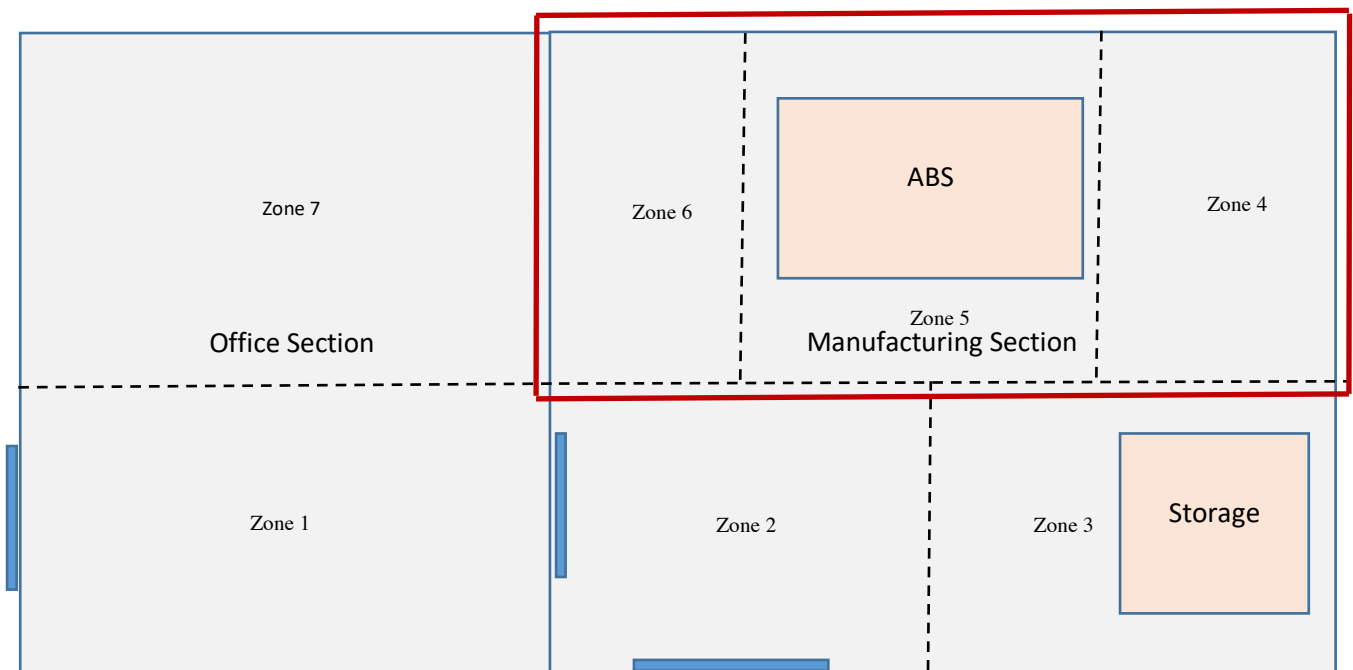 ABS
Zone 7
Zone 6
Zone 4
Zone 5
Office Section
Manufacturing Section
Zone 1
Zone 2
Zone 3
Storage